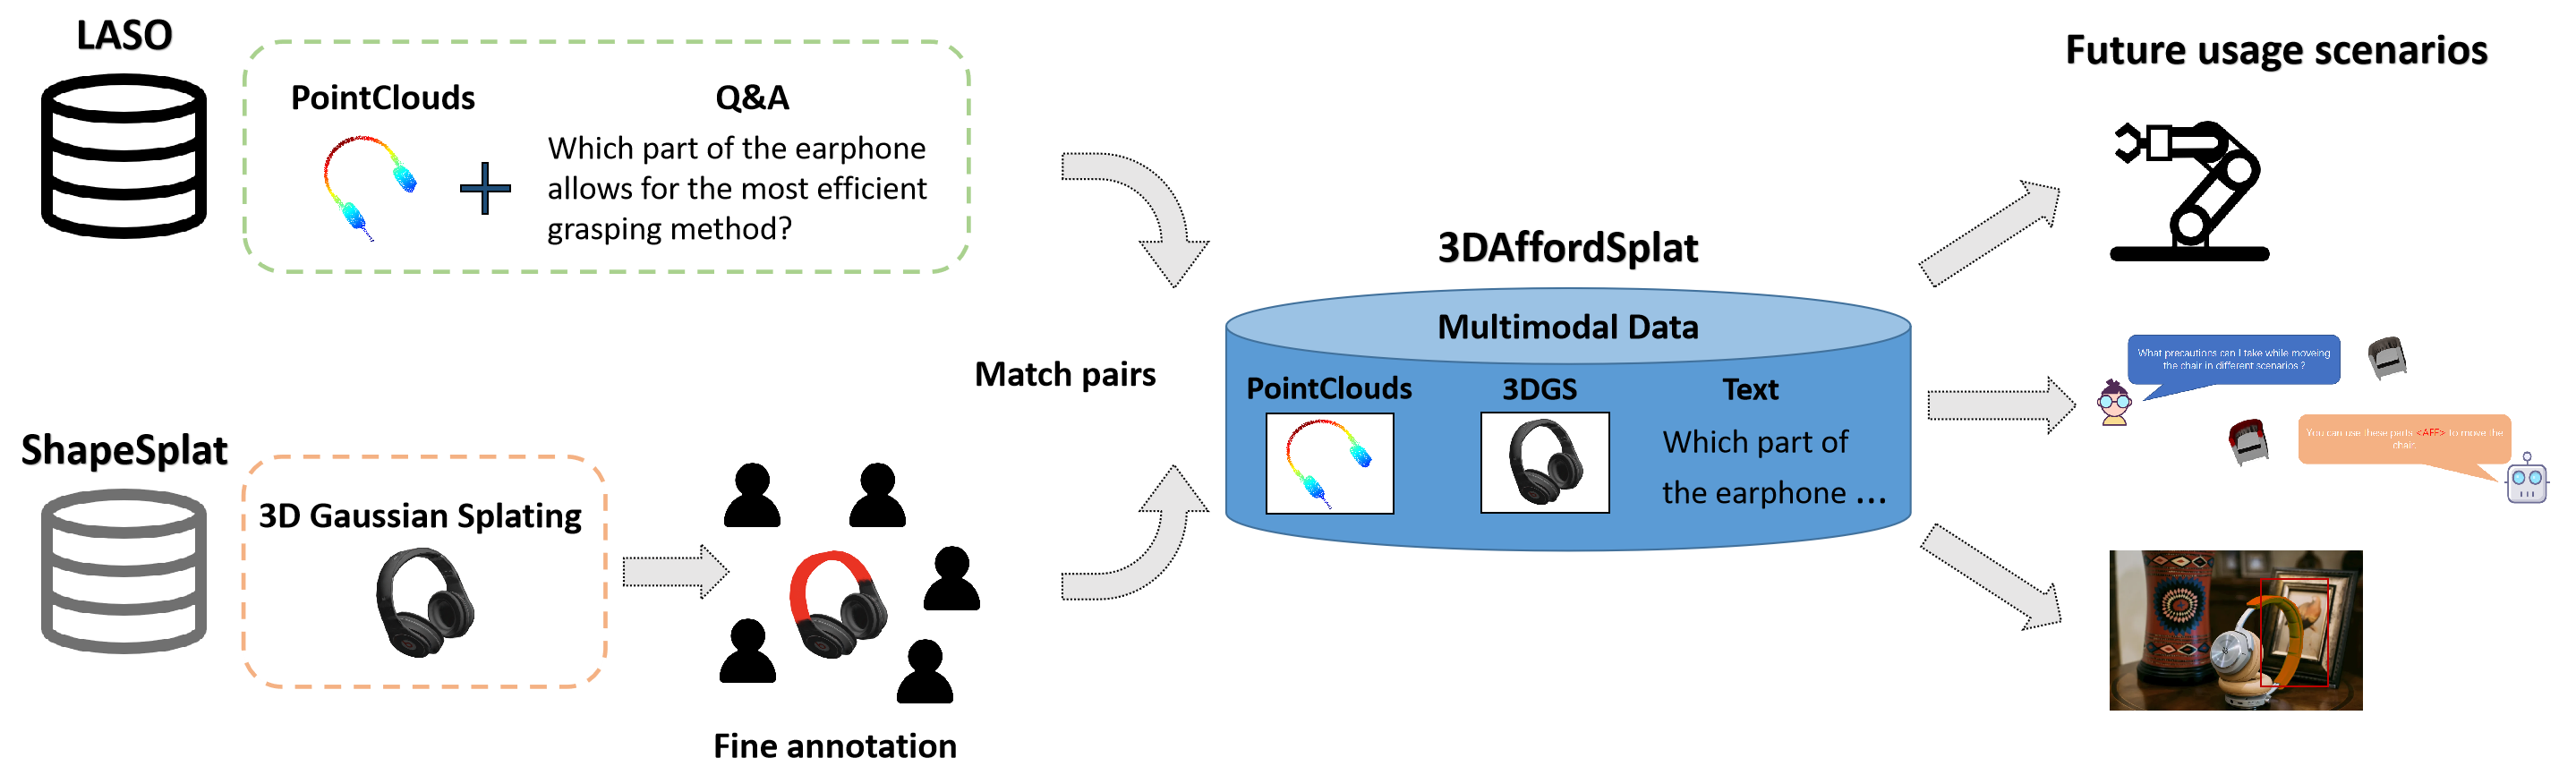 LASO
PointClouds
Q&A
Which part of the earphone
allows for the most efficient
grasping method?
ShapeSplat
3D Gaussian Splating
Fine annotation
Match pairs
3DAffordSplat
Multimodal Data
PointClouds
3DGS
Text
Which part of
the earphone ...
Future usage scenarios
What precautions can I take while moveing
the chair in different scenarios ?
You can use these parts <AFF> to move the
chair.